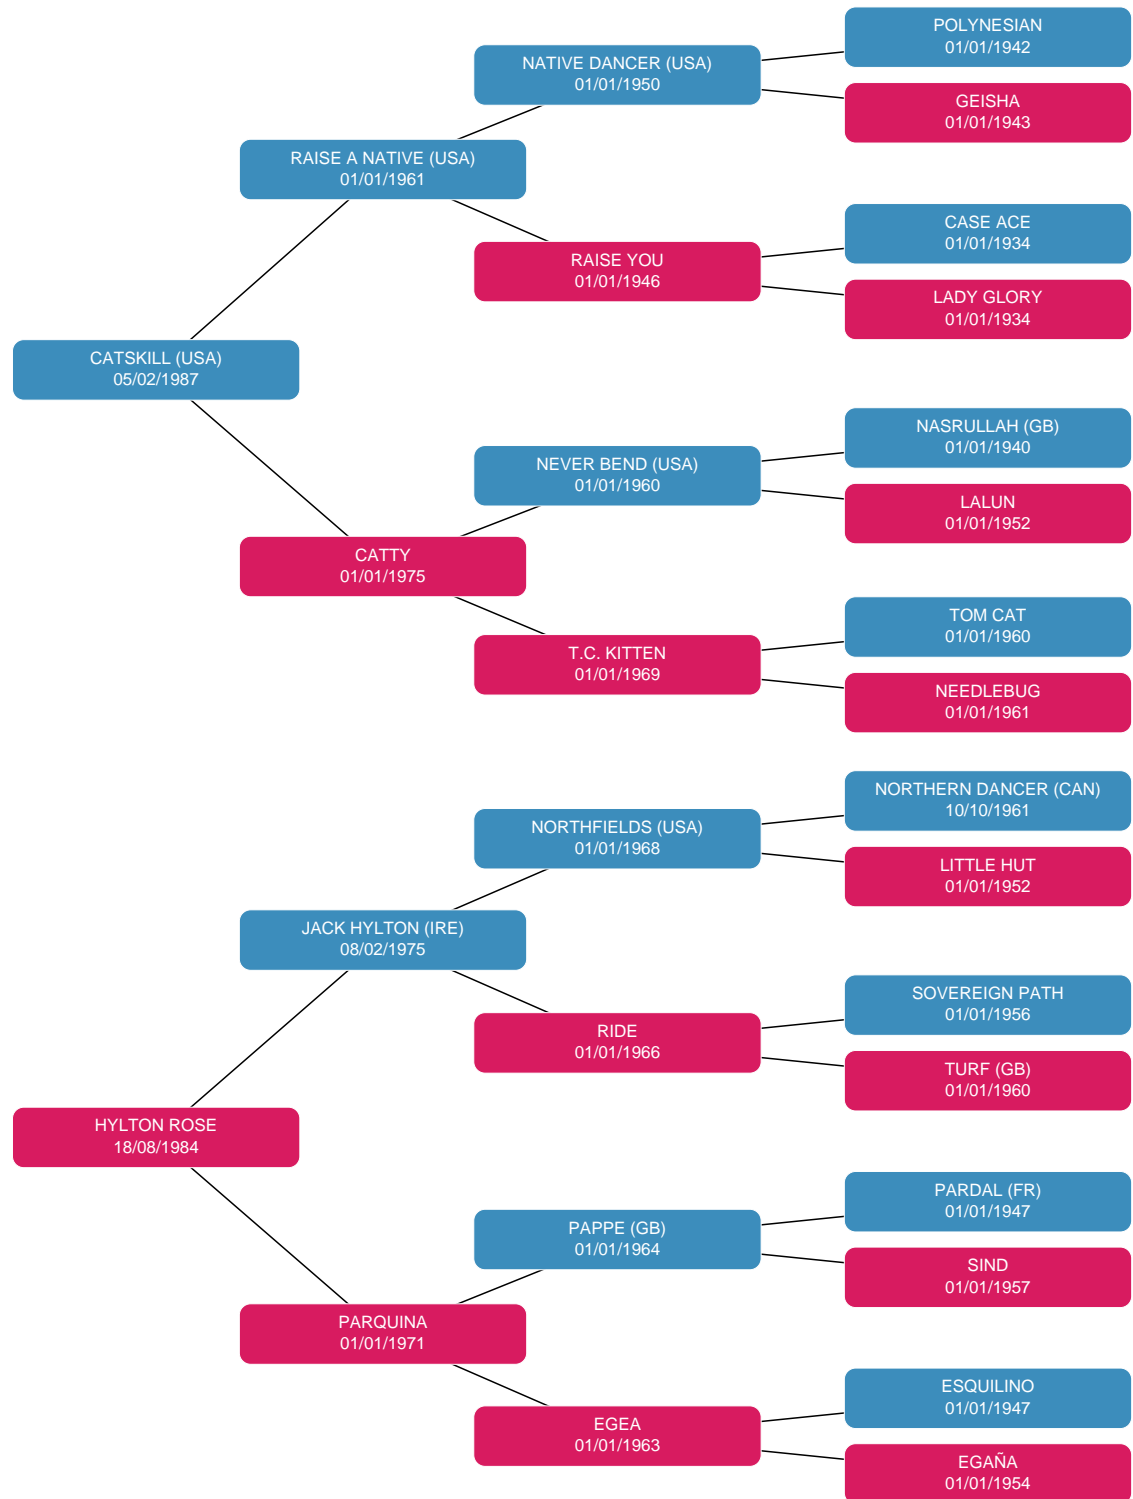 POLYNESIAN
01/01/1942
NATIVE DANCER (USA)
01/01/1950
GEISHA
01/01/1943
RAISE A NATIVE (USA)
01/01/1961
CASE ACE
01/01/1934
RAISE YOU
01/01/1946
LADY GLORY
01/01/1934
CATSKILL (USA)
05/02/1987
NASRULLAH (GB)
01/01/1940
NEVER BEND (USA)
01/01/1960
LALUN
01/01/1952
CATTY
01/01/1975
TOM CAT
01/01/1960
T.C. KITTEN
01/01/1969
NEEDLEBUG
01/01/1961
NORTHERN DANCER (CAN)
10/10/1961
NORTHFIELDS (USA)
01/01/1968
LITTLE HUT
01/01/1952
JACK HYLTON (IRE)
08/02/1975
SOVEREIGN PATH
01/01/1956
RIDE
01/01/1966
TURF (GB)
01/01/1960
HYLTON ROSE
18/08/1984
PARDAL (FR)
01/01/1947
PAPPE (GB)
01/01/1964
SIND
01/01/1957
PARQUINA
01/01/1971
ESQUILINO
01/01/1947
EGEA
01/01/1963
EGAÑA
01/01/1954